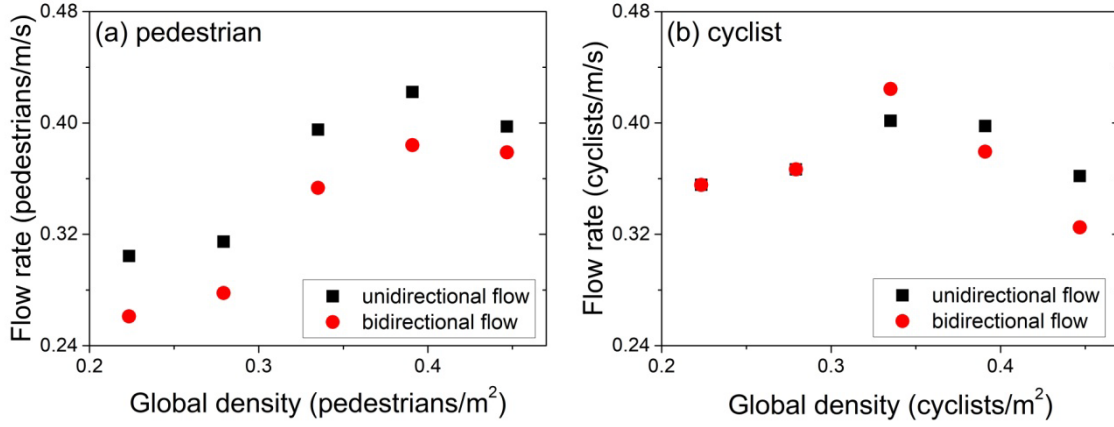 (a) pedestrian
Flow rate (pedestrians/m/s)
0.48
0.40
0.32
0.24
unidirectional flow
bidirectional flow
0.2
0.3
0.4
Global density (pedestrians/m²)
(b) cyclist
Flow rate (cyclists/m/s)
0.48
0.40
0.32
0.24
unidirectional flow
bidirectional flow
0.2
0.3
0.4
Global density (cyclists/m²)